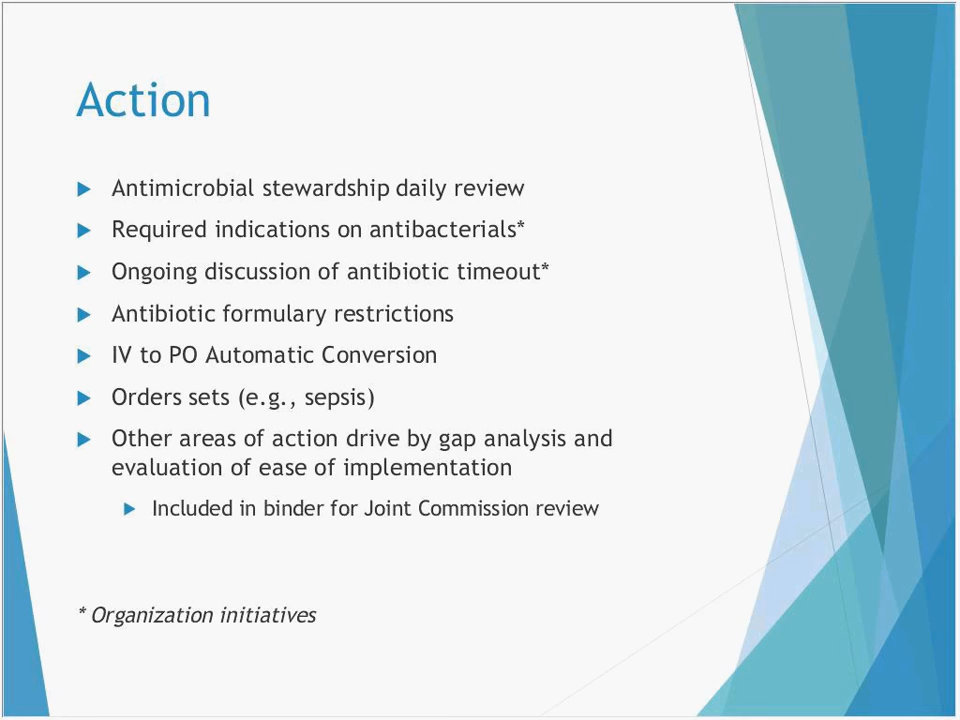 Action
Antimicrobial stewardship daily review
Required indications on antibacterials*
Ongoing discussion of antibiotic timeout*
Antibiotic formulary restrictions
IV to PO Automatic Conversion
Orders sets (e.g., sepsis)
Other areas of action drive by gap analysis and
evaluation of ease of implementation
Included in binder for Joint Commission review
* Organization initiatives